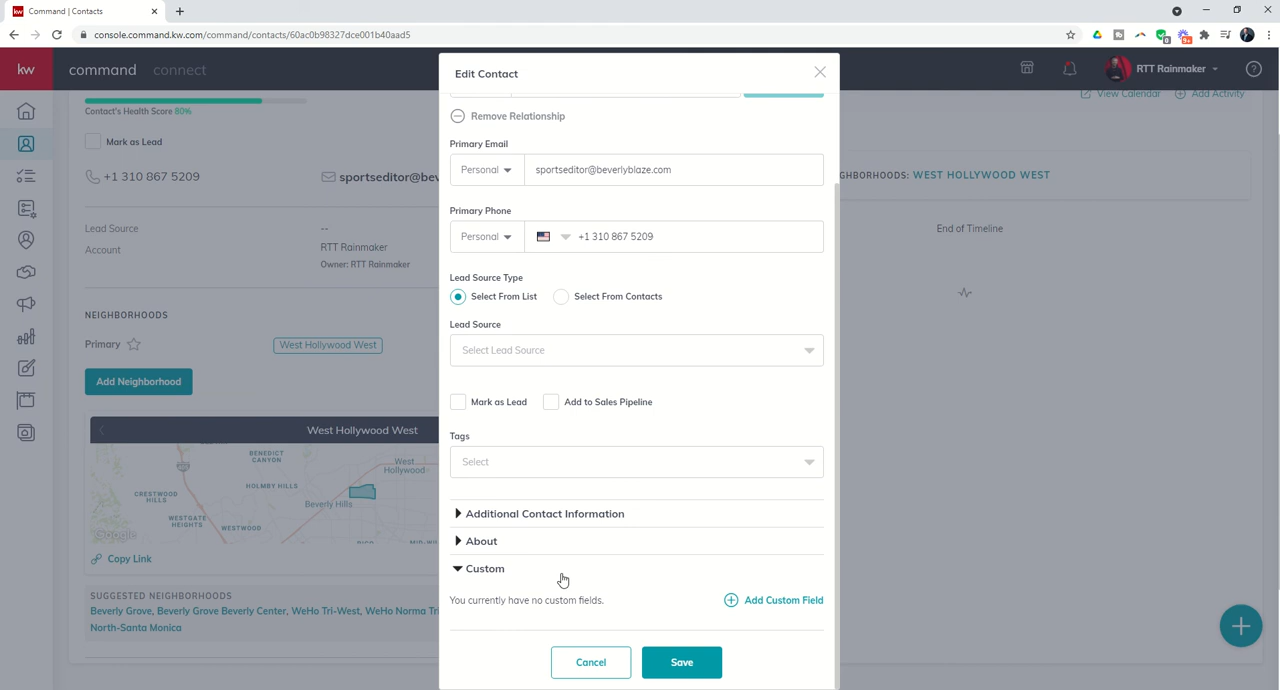 kw Command | Contacts
console.command.kw.com/command/contacts/60ac0b98327dce001b40aad5
kw command connect
RTT Rainmaker
Edit Contact
Contact's Health Score 80%
View Calendar Add Activity
Remove Relationship
Mark as Lead
Primary Email
Personal sportseditor@beverlyblaze.com
+1 310 867 5209 sportseditor@bev
GHBORHOODS: WEST HOLLYWOOD WEST
Primary Phone
Personal +1 310 867 5209
Lead Source --
End of Timeline
Account RTT Rainmaker
Owner: RTT Rainmaker
Lead Source Type
Select From List Select From Contacts
NEIGHBORHOODS
Lead Source
Primary West Hollywood West
Select Lead Source
Add Neighborhood
Mark as Lead Add to Sales Pipeline
West Hollywood West
Tags
Select
BENEDICT
CANYON
West
Hollywood
HOLMBY HILLS
CRESTWOOD
HILLS
Beverly Hills
WESTGATE
HEIGHTS
WESTWOOD
Google
Additional Contact Information
About
Copy Link
Custom
You currently have no custom fields.
Add Custom Field
SUGGESTED NEIGHBORHOODS
Beverly Grove, Beverly Grove Beverly Center, WeHo Tri-West, WeHo Norma Tri
North-Santa Monica
Cancel Save